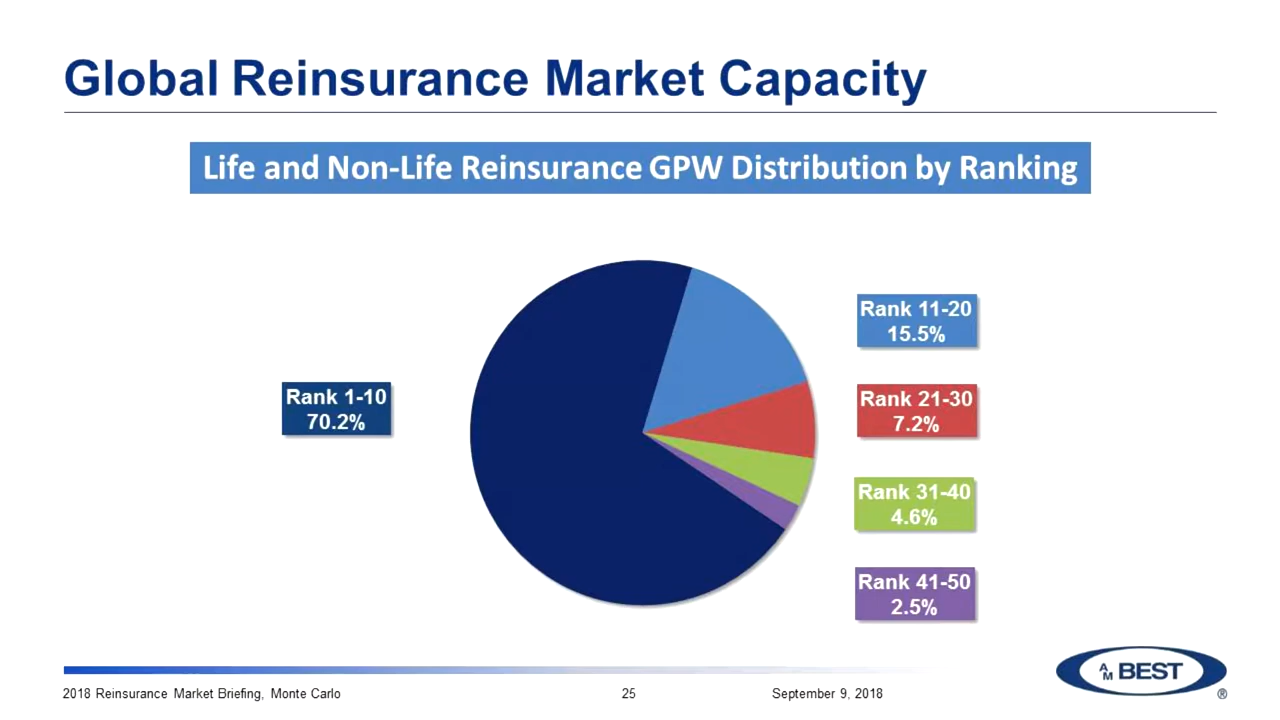 Global Reinsurance Market Capacity
Life and Non-Life Reinsurance GPW Distribution by Ranking
Rank 1-10
70.2%
Rank 11-20
15.5%
Rank 21-30
7.2%
Rank 31-40
4.6%
Rank 41-50
2.5%
2018 Reinsurance Market Briefing, Monte Carlo
25
September 9, 2018
AM BEST ®